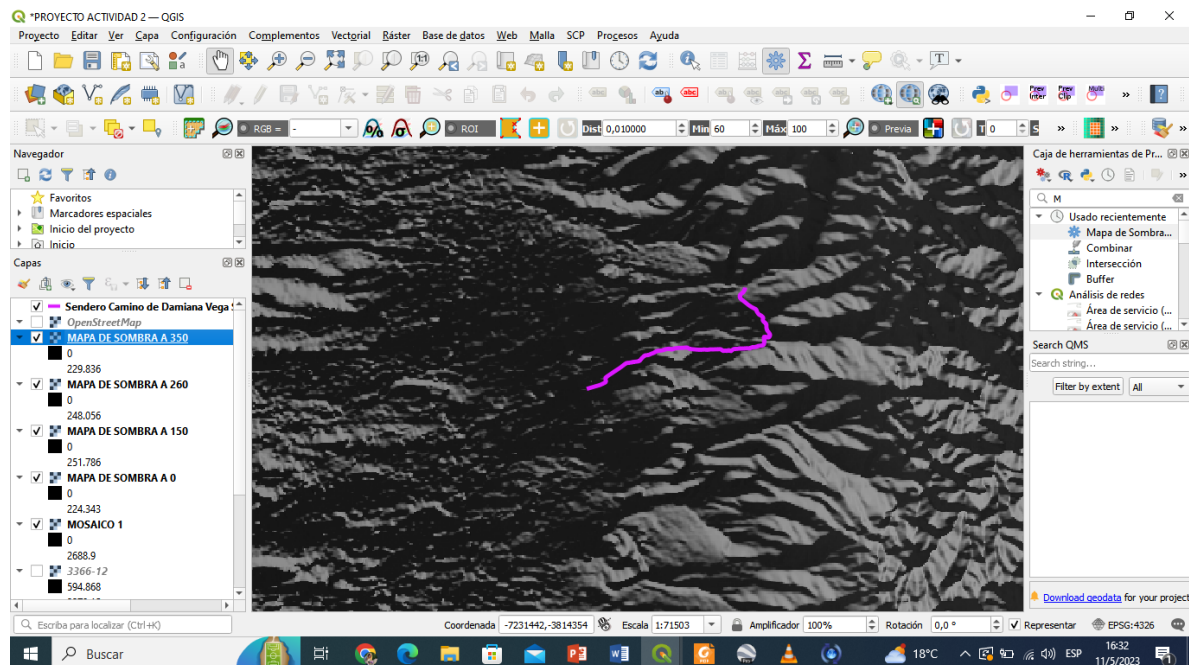 *PROYECTO ACTIVIDAD 2 — QGIS
Proyecto Editar Ver Capa Configuración Complementos Vectorial Ráster Base de datos Web Malla SCP Procesos Ayuda
RGB = - ROI Dist 0,010000 Mín 60 Máx 100 Previa T 0 S
Navegador
Favoritos
Marcadores espaciales
Inicio del proyecto
Inicio
Capas
Sendero Camino de Damiana Vega
OpenStreetMap
MAPA DE SOMBRA A 350
0
229.836
MAPA DE SOMBRA A 260
0
248.056
MAPA DE SOMBRA A 150
0
251.786
MAPA DE SOMBRA A 0
0
224.343
MOSAICO 1
0
2688.9
3366-12
594.868
Caja de herramientas de Pr...
M
Usado recientemente
Mapa de Sombra...
Combinar
Intersección
Buffer
Análisis de redes
Área de servicio (...
Área de servicio (...
Search QMS
Search string...
Filter by extent All
Download geodata for your project
Escriba para localizar (Ctrl+K) Coordenada -7231442,-3814354 Escala 1:71503 Amplificador 100% Rotación 0,0 ° Representar EPSG:4326
Buscar 18°C ESP 16:32
11/5/2023